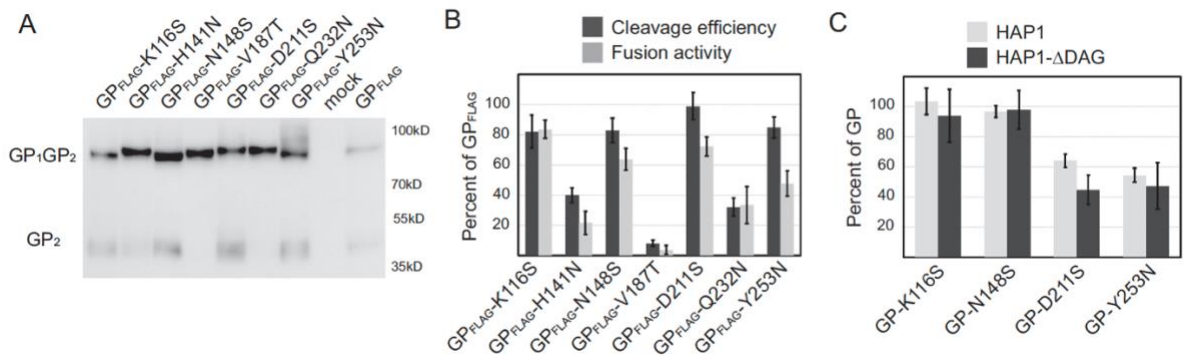 A
GPFLAG-K116S
GPFLAG-H141N
GPFLAG-N148S
GPFLAG-V187T
GPFLAG-D211S
GPFLAG-Q232N
GPFLAG-Y253N
mock
GPFLAG
GP1GP2
GP2
100kD
70kD
55kD
35kD
B
Cleavage efficiency
Fusion activity
Percent of GPFLAG
100
80
60
40
20
GPFLAG-K116S
GPFLAG-H141N
GPFLAG-N148S
GPFLAG-V187T
GPFLAG-D211S
GPFLAG-Q232N
GPFLAG-Y253N
C
HAP1
HAP1-ΔDAG
Percent of GP
100
80
60
40
20
GP-K116S
GP-N148S
GP-D211S
GP-Y253N